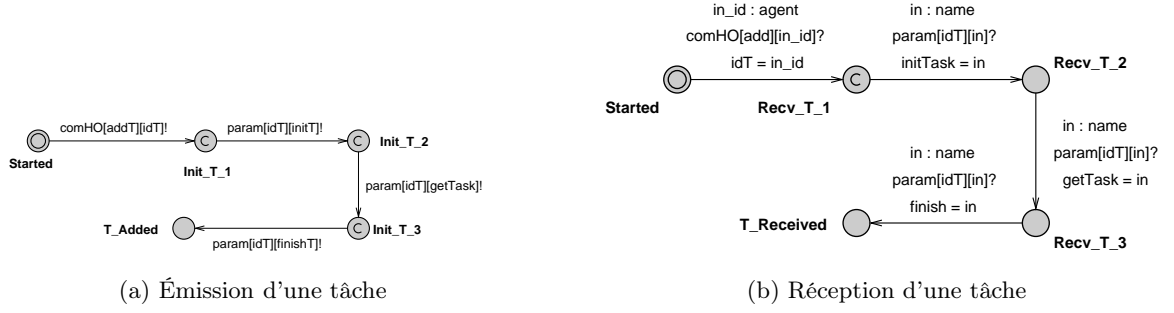 comHO[addT][idT]!
param[idT][initT]!
C
C
Started
Init_T_1
Init_T_2
param[idT][getTask]!
T_Added
C
Init_T_3
param[idT][finishT]!
(a) Émission d'une tâche
in_id : agent
comHO[add][in_id]?
idT = in_id
in : name
param[idT][in]?
initTask = in
C
Started
Recv_T_1
Recv_T_2
in : name
param[idT][in]?
getTask = in
in : name
param[idT][in]?
finish = in
T_Received
Recv_T_3
(b) Réception d'une tâche